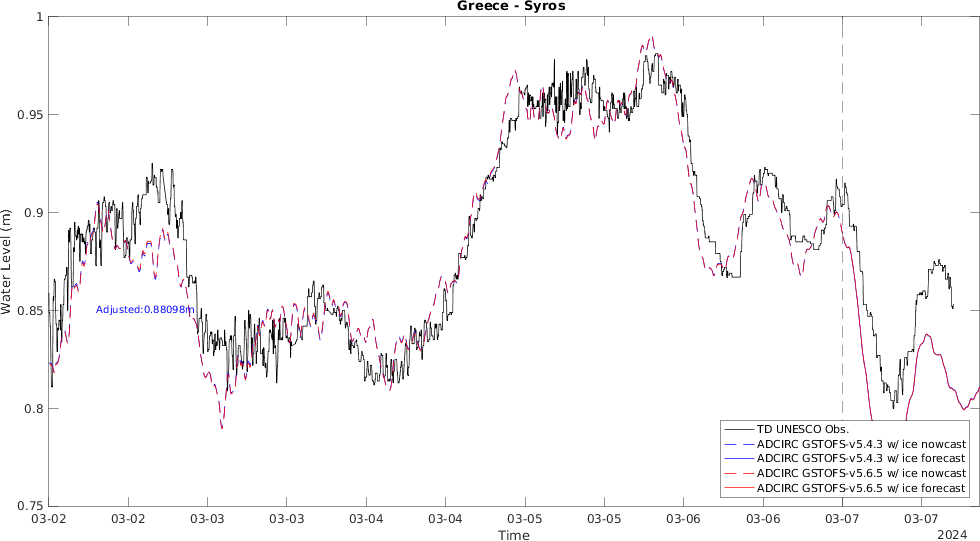 Greece - Syros
1
0.95
0.9
0.85
0.8
0.75
Water Level (m)
Adjusted:0.88098m
TD UNESCO Obs.
ADCIRC GSTOFS-v5.4.3 w/ ice nowcast
ADCIRC GSTOFS-v5.4.3 w/ ice forecast
ADCIRC GSTOFS-v5.6.5 w/ ice nowcast
ADCIRC GSTOFS-v5.6.5 w/ ice forecast
03-02 03-02 03-03 03-03 03-04 03-04 03-05 03-05 03-06 03-06 03-07 03-07
Time
2024